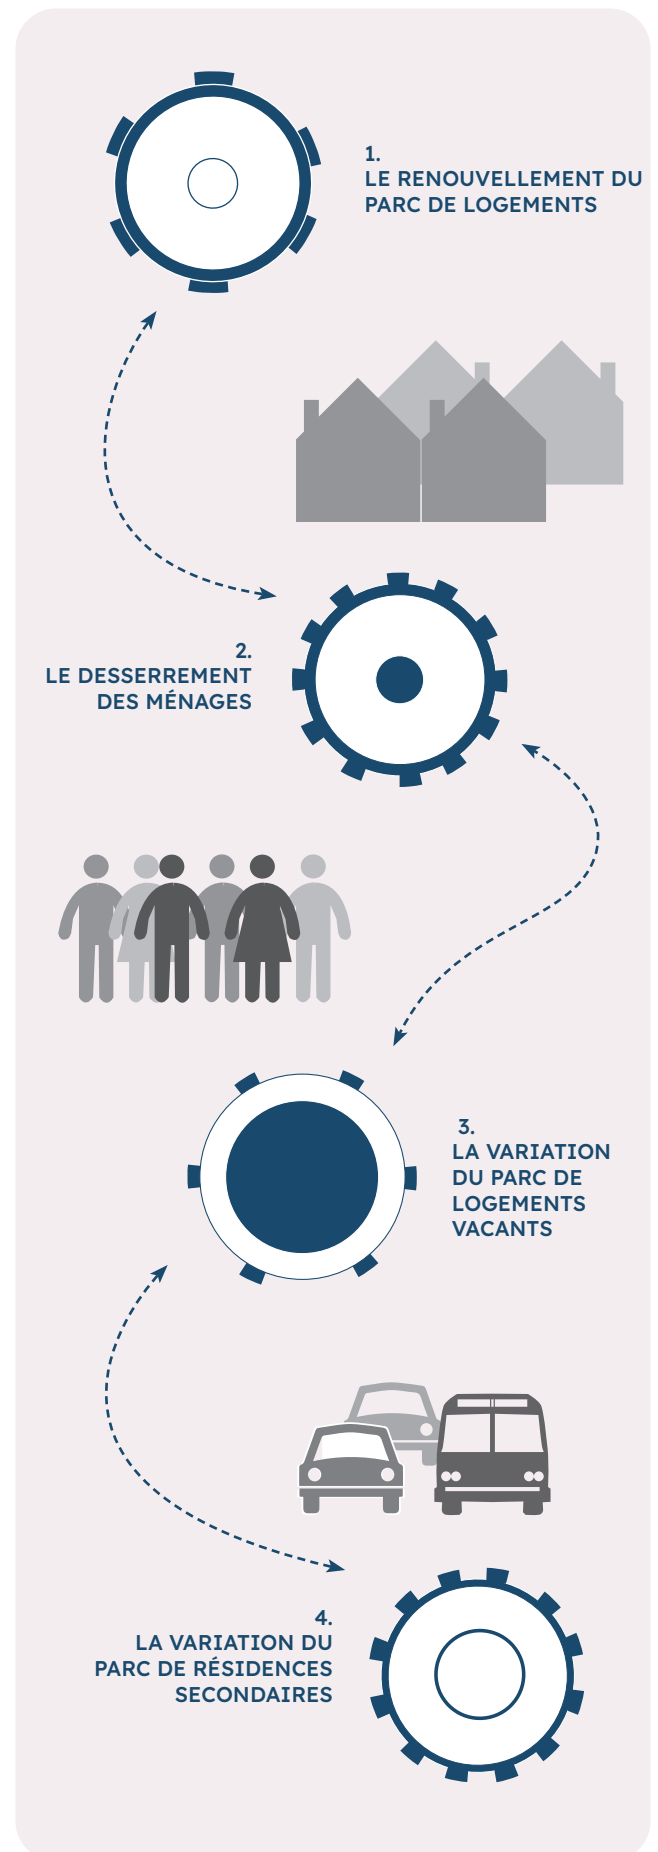 1.
LE RENOUVELLEMENT DU
PARC DE LOGEMENTS
2.
LE DESSERREMENT
DES MÉNAGES
3.
LA VARIATION
DU PARC DE
LOGEMENTS
VACANTS
4.
LA VARIATION DU
PARC DE RÉSIDENCES
SECONDAIRES